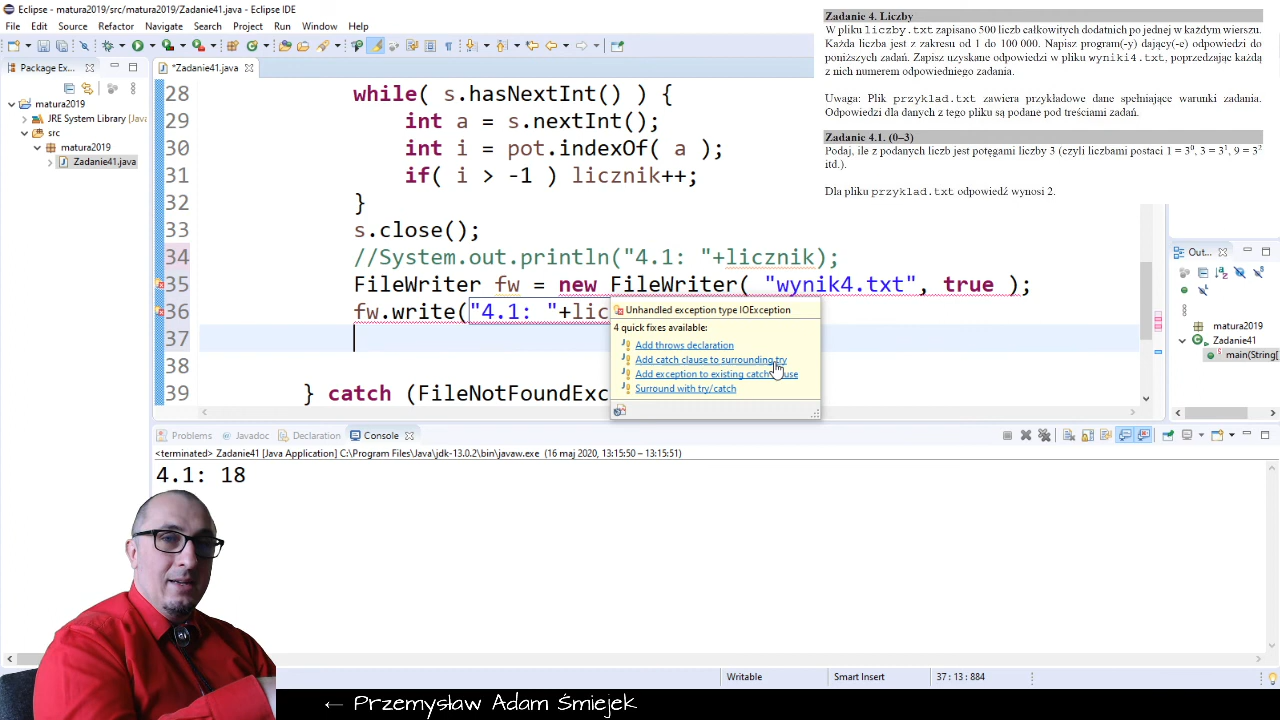 Eclipse - matura2019/src/matura2019/Zadanie41.java - Eclipse IDE
File Edit Source Refactor Navigate Search Project Run Window Help
Package Ex...
*Zadanie41.java
matura2019
JRE System Library [Java
src
matura2019
Zadanie41.java
28 while( s.hasNextInt() ) {
29 int a = s.nextInt();
30 int i = pot.indexOf( a );
31 if( i > -1 ) licznik++;
32 }
33 s.close();
34 //System.out.println("4.1: "+licznik);
35 FileWriter fw = new FileWriter( "wynik4.txt", true );
36 fw.write("4.1: "+lic
37
38
39 } catch (FileNotFoundExc
Unhandled exception type IOException
4 quick fixes available:
Add throws declaration
Add catch clause to surrounding try
Add exception to existing catch clause
Surround with try/catch
Zadanie 4. Liczby
W pliku liczby.txt zapisano 500 liczb całkowitych dodatnich po jednej w każdym wierszu.
Każda liczba jest z zakresu od 1 do 100 000. Napisz program(-y) dający(-e) odpowiedzi do
poniższych zadań. Zapisz uzyskane odpowiedzi w pliku wyniki4.txt, poprzedzając każdą
z nich numerem odpowiedniego zadania.
Uwaga: Plik przyklad.txt zawiera przykładowe dane spełniające warunki zadania.
Odpowiedzi dla danych z tego pliku są podane pod treściami zadań.
Zadanie 4.1. (0–3)
Podaj, ile z podanych liczb jest potęgami liczby 3 (czyli liczbami postaci 1 = 3⁰, 3 = 3¹, 9 = 3²
itd.).
Dla pliku przyklad.txt odpowiedź wynosi 2.
Out...
matura2019
Zadanie41
main(String[
Problems Javadoc Declaration Console
<terminated> Zadanie41 [Java Application] C:\Program Files\Java\jdk-13.0.2\bin\javaw.exe (16 maj 2020, 13:15:50 – 13:15:51)
4.1: 18
Writable Smart Insert 37 : 13 : 884
← Przemysław Adam Śmiejek